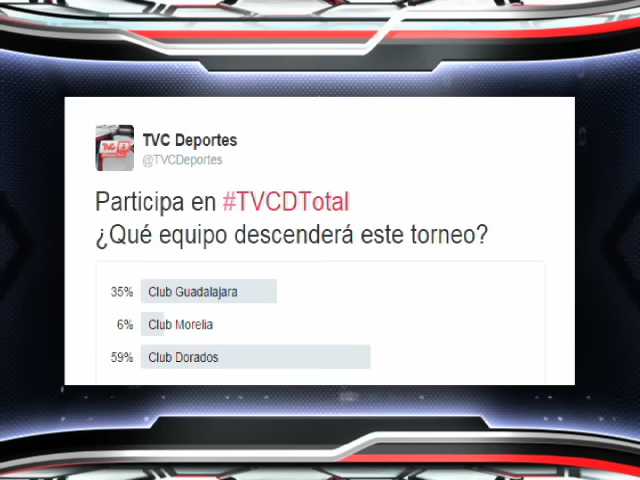 TVC Deportes
@TVCDeportes
Participa en #TVCDTotal
¿Qué equipo descenderá este torneo?
35% Club Guadalajara
6% Club Morelia
59% Club Dorados